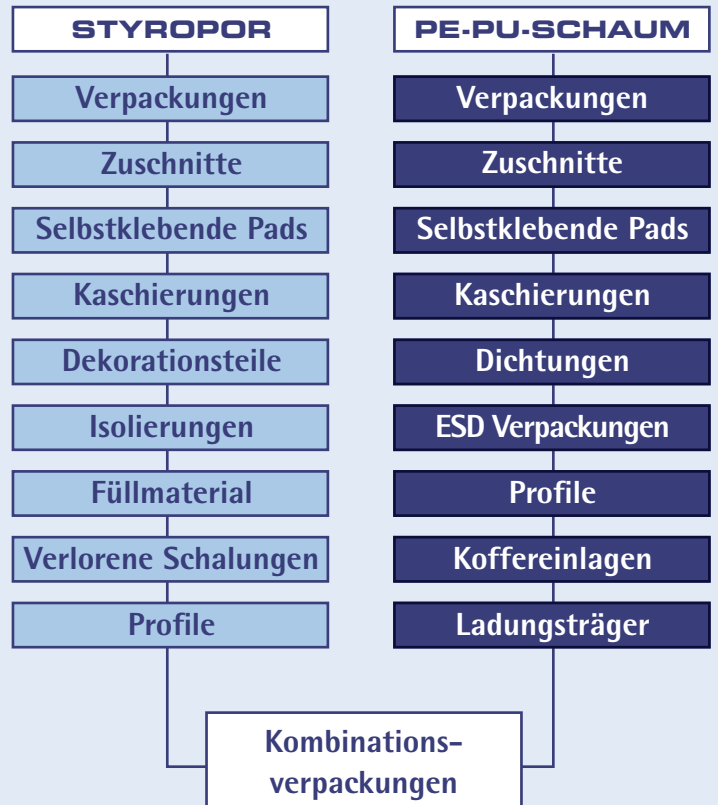 STYROPOR
Verpackungen
Zuschnitte
Selbstklebende Pads
Kaschierungen
Dekorationsteile
Isolierungen
Füllmaterial
Verlorene Schalungen
Profile
PE-PU-SCHAUM
Verpackungen
Zuschnitte
Selbstklebende Pads
Kaschierungen
Dichtungen
ESD Verpackungen
Profile
Koffereinlagen
Ladungsträger
Kombinations-
verpackungen